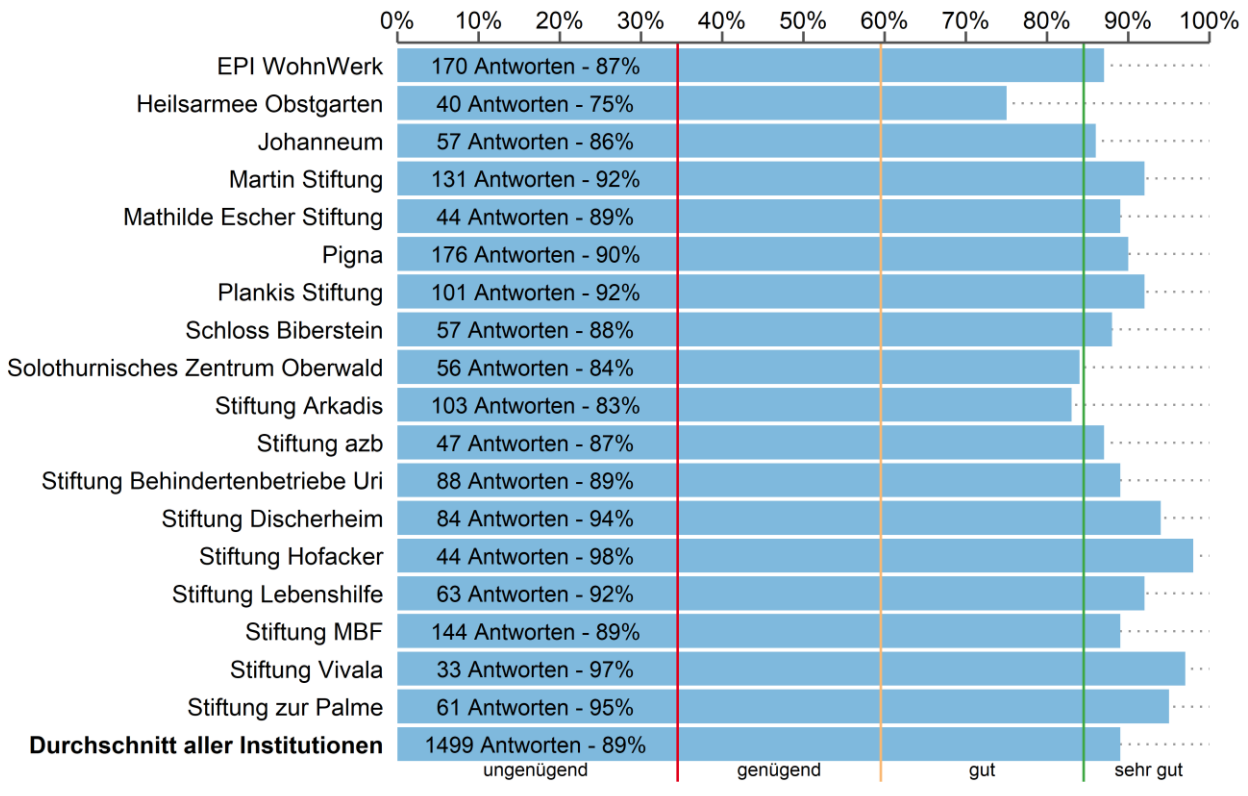 0% 10% 20% 30% 40% 50% 60% 70% 80% 90% 100%
EPI WohnWerk 170 Antworten - 87%
Heilsarmee Obstgarten 40 Antworten - 75%
Johanneum 57 Antworten - 86%
Martin Stiftung 131 Antworten - 92%
Mathilde Escher Stiftung 44 Antworten - 89%
Pigna 176 Antworten - 90%
Plankis Stiftung 101 Antworten - 92%
Schloss Biberstein 57 Antworten - 88%
Solothurnisches Zentrum Oberwald 56 Antworten - 84%
Stiftung Arkadis 103 Antworten - 83%
Stiftung azb 47 Antworten - 87%
Stiftung Behindertenbetriebe Uri 88 Antworten - 89%
Stiftung Discherheim 84 Antworten - 94%
Stiftung Hofacker 44 Antworten - 98%
Stiftung Lebenshilfe 63 Antworten - 92%
Stiftung MBF 144 Antworten - 89%
Stiftung Vivala 33 Antworten - 97%
Stiftung zur Palme 61 Antworten - 95%
Durchschnitt aller Institutionen 1499 Antworten - 89%
ungenügend genügend gut sehr gut